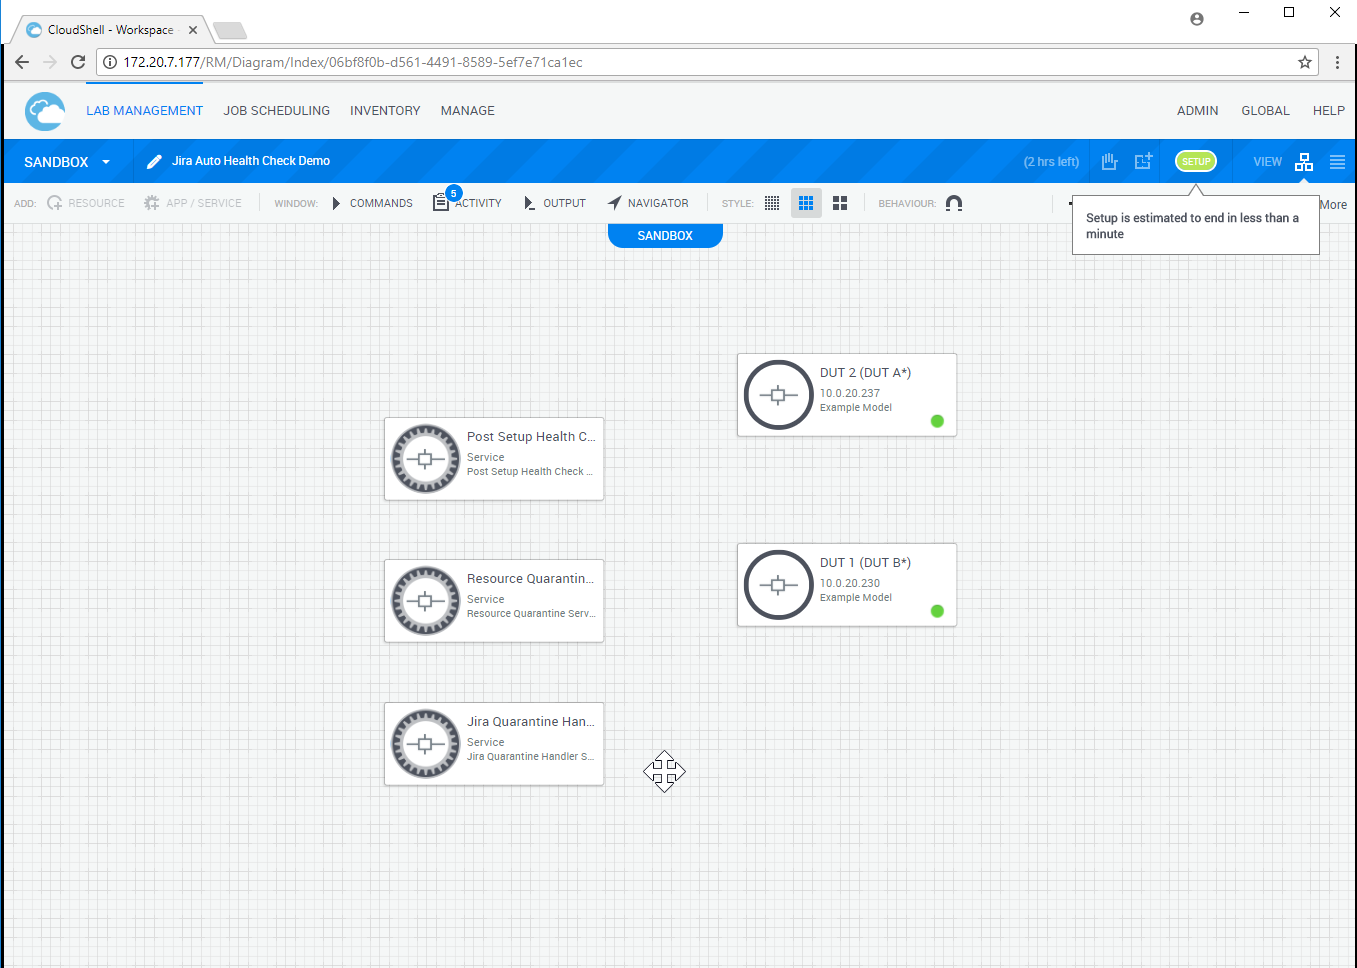 CloudShell - Workspace
172.20.7.177/RM/Diagram/Index/06bf8f0b-d561-4491-8589-5ef7e71ca1ec
LAB MANAGEMENT JOB SCHEDULING INVENTORY MANAGE ADMIN GLOBAL HELP
SANDBOX Jira Auto Health Check Demo (2 hrs left) SETUP VIEW
ADD: RESOURCE APP / SERVICE WINDOW: COMMANDS 5 ACTIVITY OUTPUT NAVIGATOR STYLE: BEHAVIOUR: More
Setup is estimated to end in less than a
minute
SANDBOX
DUT 2 (DUT A*)
10.0.20.237
Example Model
Post Setup Health C...
Service
Post Setup Health Check ...
DUT 1 (DUT B*)
10.0.20.230
Example Model
Resource Quarantin...
Service
Resource Quarantine Serv...
Jira Quarantine Han...
Service
Jira Quarantine Handler S...